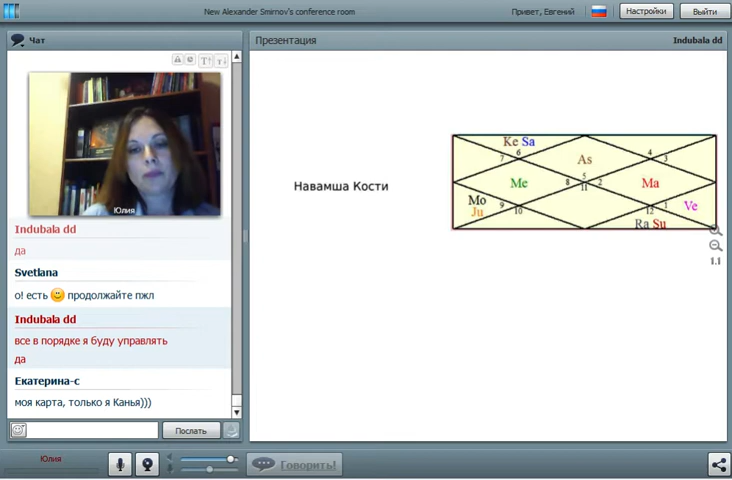 New Alexander Smirnov's conference room
Привет, Евгений
Настройки
Выйти
Чат
T T
Юлия
Indubala dd
да
Svetlana
о! есть продолжайте пжл
Indubala dd
все в порядке я буду управлять
да
Екатерина-с
моя карта, только я Канья)))
Послать
Презентация
Indubala dd
Навамша Кости
Ke Sa
As
6
4
7
3
Me
5
8 2
11
Ma
Mo
Ju
9
10
12
1
Ve
Ra Su
1.1
Юлия
Говорить!